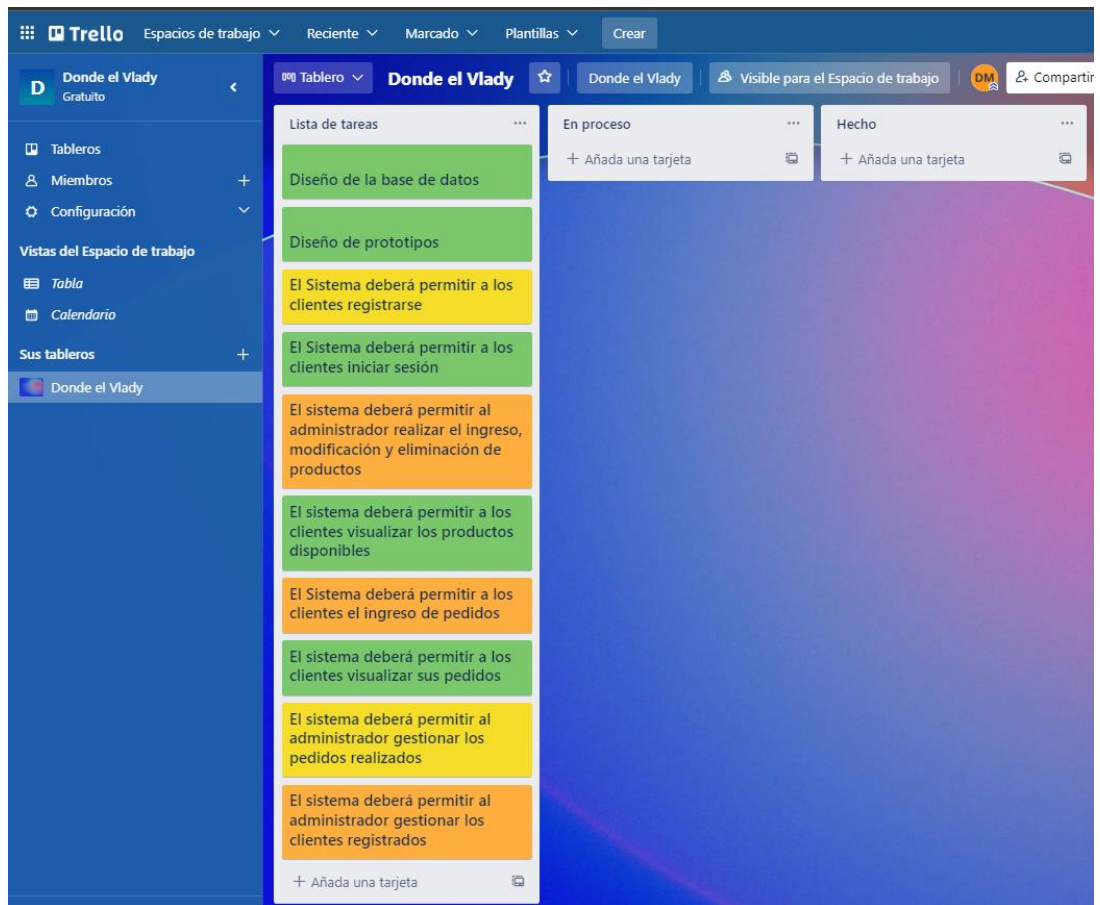 Trello Espacios de trabajo Reciente Marcado Plantillas Crear
D Donde el Vlady
Gratuito
Tableros
Miembros
Configuración
Vistas del Espacio de trabajo
Tabla
Calendario
Sus tableros
Donde el Vlady
Tablero Donde el Vlady Donde el Vlady Visible para el Espacio de trabajo DM Compartir
Lista de tareas
Diseño de la base de datos
Diseño de prototipos
El Sistema deberá permitir a los
clientes registrarse
El Sistema deberá permitir a los
clientes iniciar sesión
El sistema deberá permitir al
administrador realizar el ingreso,
modificación y eliminación de
productos
El sistema deberá permitir a los
clientes visualizar los productos
disponibles
El Sistema deberá permitir a los
clientes el ingreso de pedidos
El sistema deberá permitir a los
clientes visualizar sus pedidos
El sistema deberá permitir al
administrador gestionar los
pedidos realizados
El sistema deberá permitir al
administrador gestionar los
clientes registrados
+ Añada una tarjeta
En proceso
+ Añada una tarjeta
Hecho
+ Añada una tarjeta